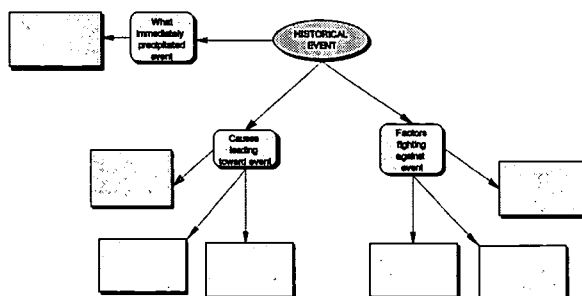 What
immediately
precipitated
event
HISTORICAL
EVENT
Causes
leading
toward event
Factors
fighting
against
event